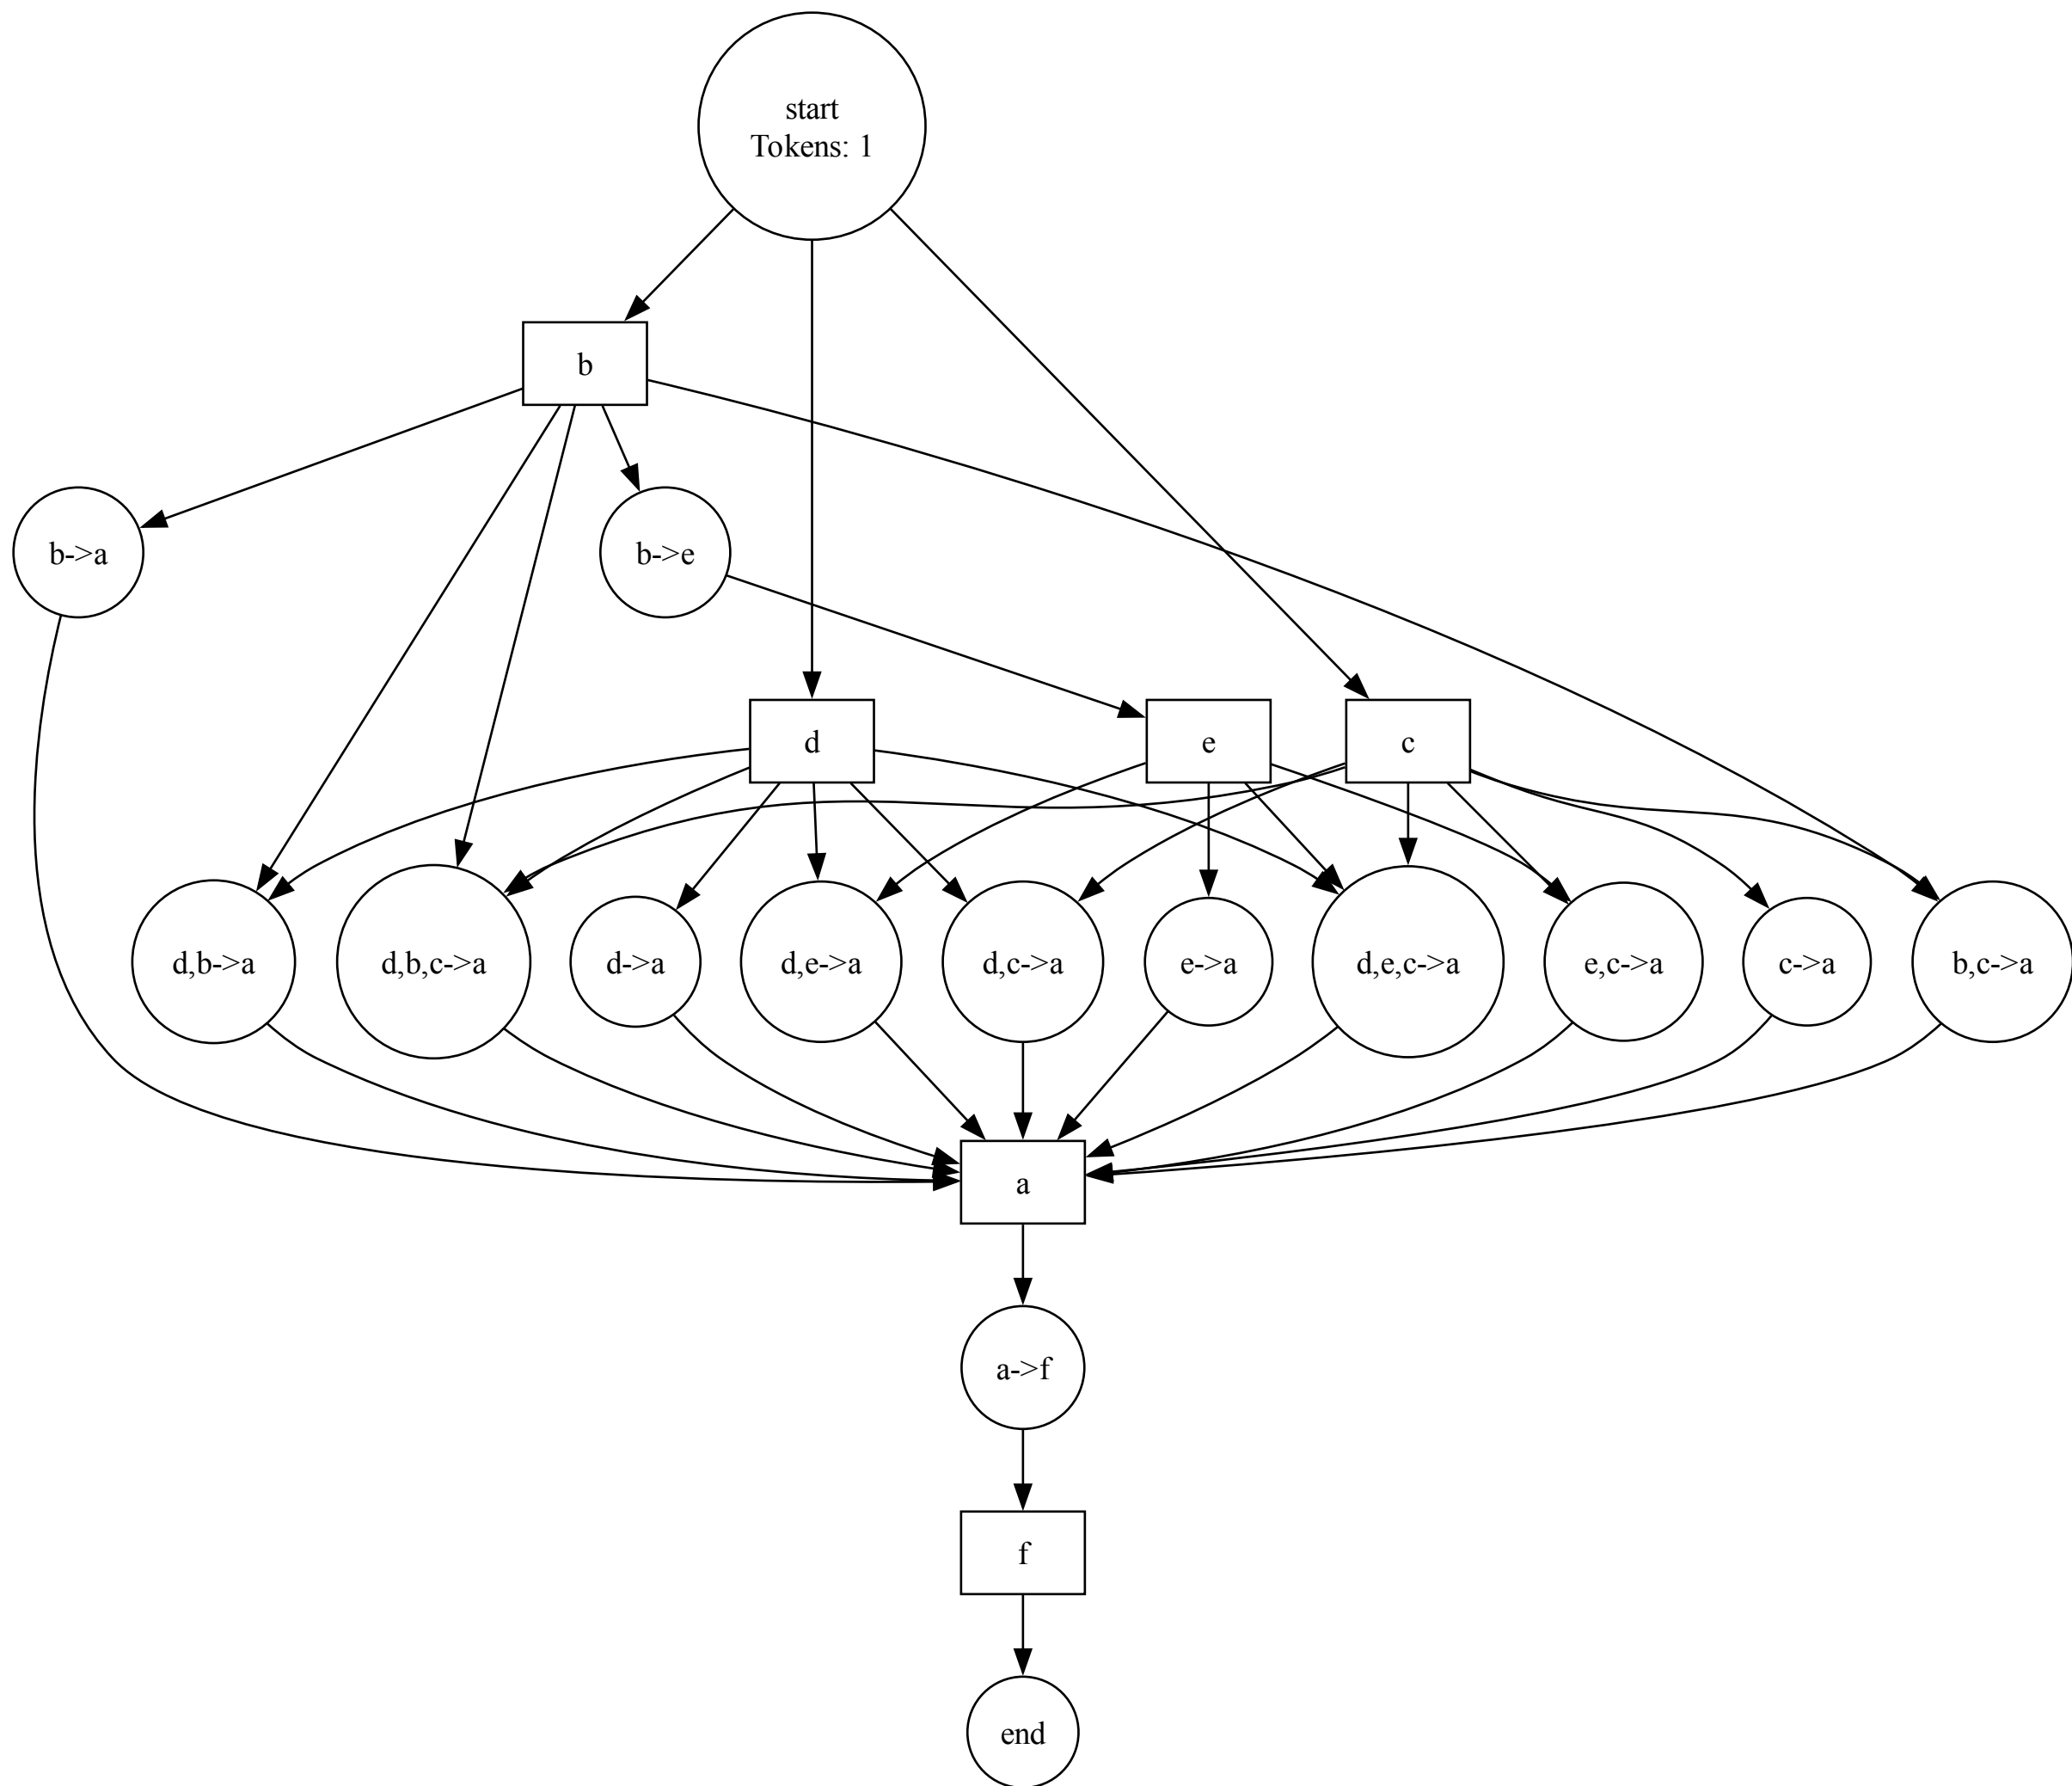 start
Tokens: 1
b
b->a
b->e
d
e
c
d,b->a
d,b,c->a
d->a
d,e->a
d,c->a
e->a
d,e,c->a
e,c->a
c->a
b,c->a
a
a->f
f
end